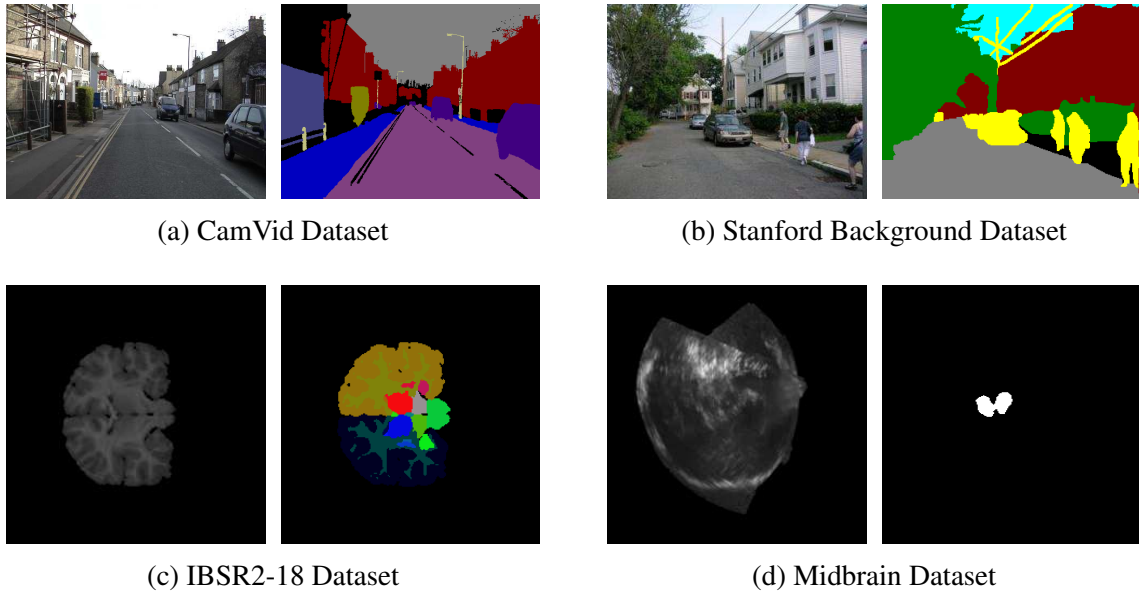 (a) CamVid Dataset
(b) Stanford Background Dataset
(c) IBSR2-18 Dataset
(d) Midbrain Dataset